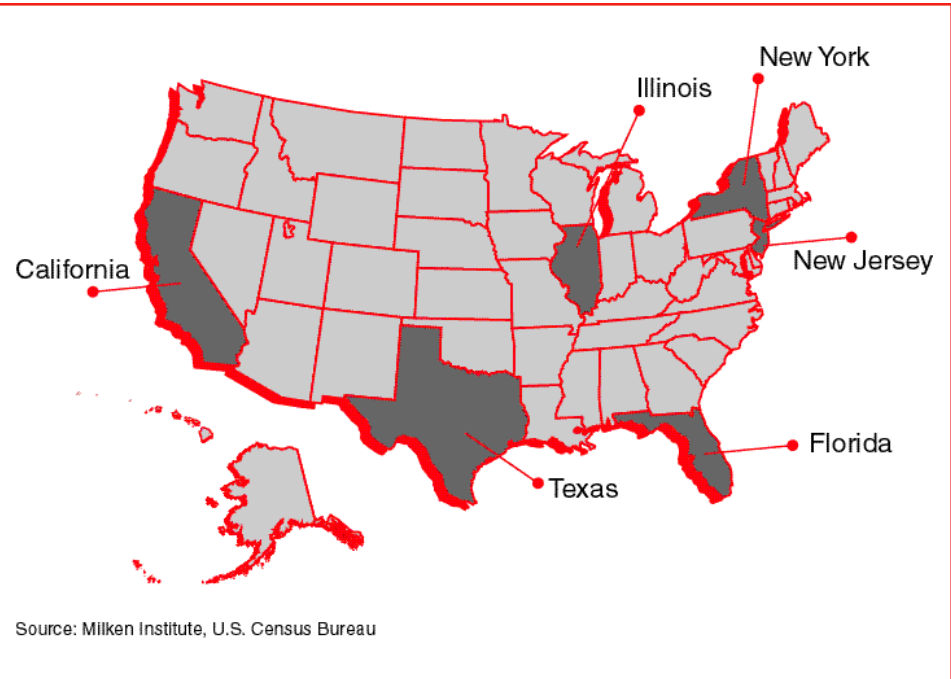 New York
Illinois
California
New Jersey
Florida
Texas
Source: Milken Institute, U.S. Census Bureau